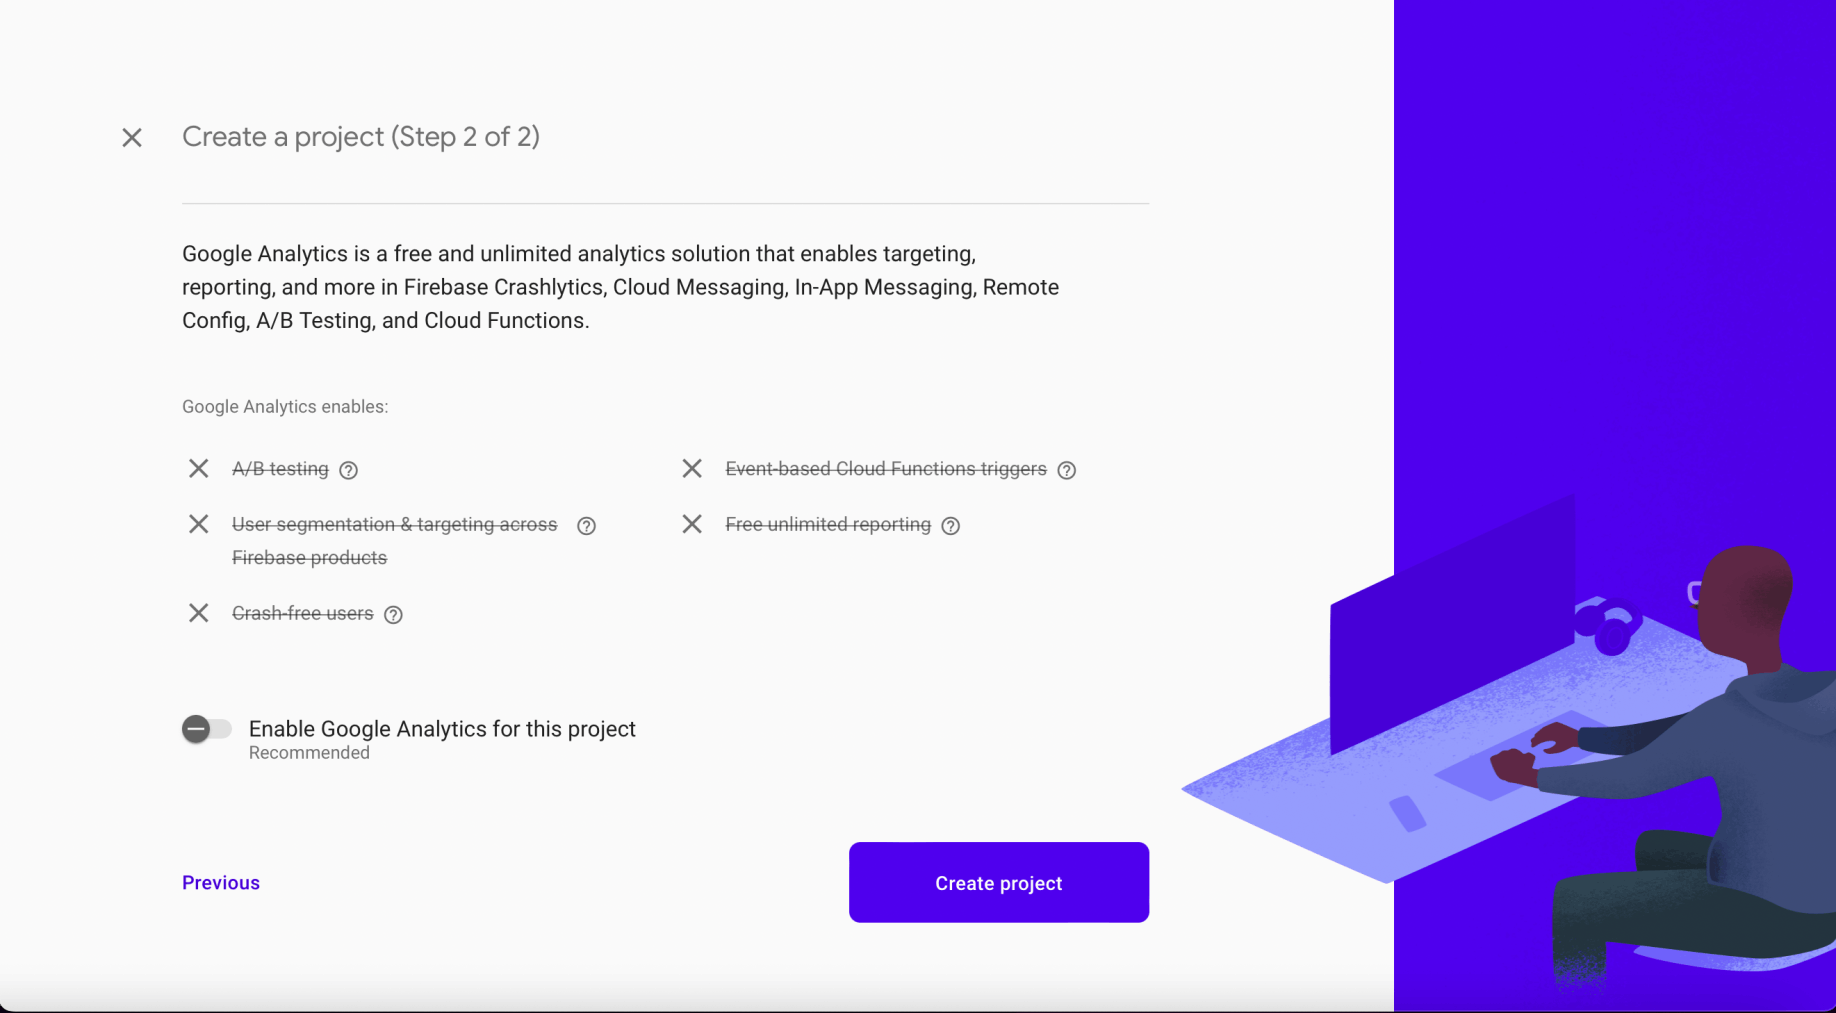 Create a project (Step 2 of 2)
Google Analytics is a free and unlimited analytics solution that enables targeting,
reporting, and more in Firebase Crashlytics, Cloud Messaging, In-App Messaging, Remote
Config, A/B Testing, and Cloud Functions.
Google Analytics enables:
A/B testing
Event-based Cloud Functions triggers
User segmentation & targeting across
Firebase products
Free unlimited reporting
Crash-free users
Enable Google Analytics for this project
Recommended
Previous
Create project